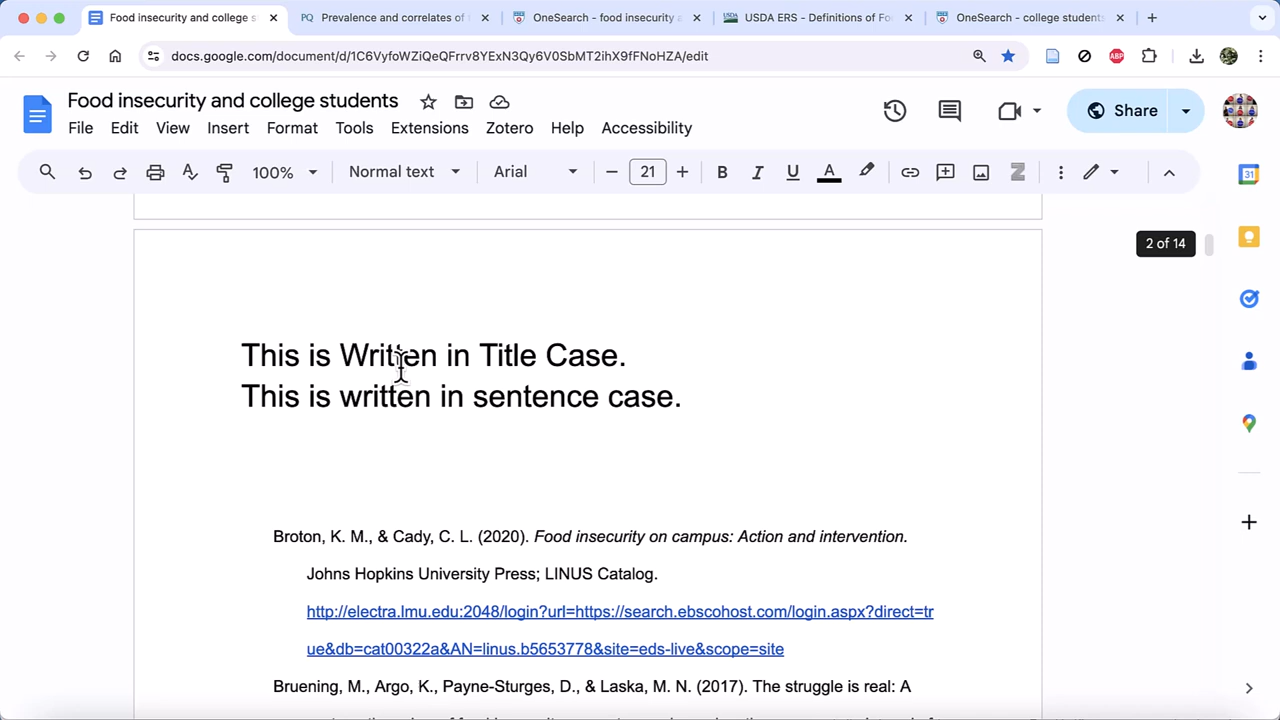 Food insecurity and college s
Prevalence and correlates of
OneSearch - food insecurity a
USDA ERS - Definitions of Fo
OneSearch - college students
docs.google.com/document/d/1C6VyfoWZiQeQFrrv8YExN3Qy6V0SbMT2ihX9fFNoHZA/edit
Food insecurity and college students
File Edit View Insert Format Tools Extensions Zotero Help Accessibility
Share
100% Normal text Arial 21 B I U A
2 of 14
This is Written in Title Case.
This is written in sentence case.
Broton, K. M., & Cady, C. L. (2020). Food insecurity on campus: Action and intervention.
Johns Hopkins University Press; LINUS Catalog.
http://electra.lmu.edu:2048/login?url=https://search.ebscohost.com/login.aspx?direct=tr
ue&db=cat00322a&AN=linus.b5653778&site=eds-live&scope=site
Bruening, M., Argo, K., Payne-Sturges, D., & Laska, M. N. (2017). The struggle is real: A